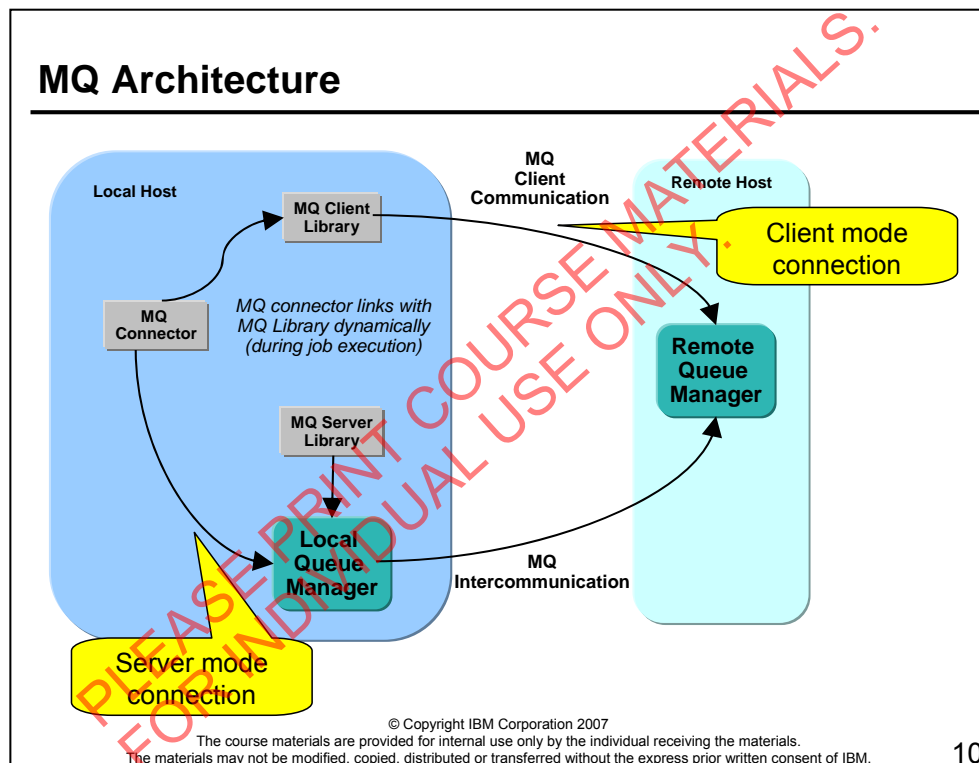 MQ Architecture
Local Host
MQ Client
Library
MQ
Client
Communication
Remote Host
Client mode
connection
MQ
Connector
MQ connector links with
MQ Library dynamically
(during job execution)
Remote
Queue
Manager
MQ Server
Library
Local
Queue
Manager
MQ
Intercommunication
Server mode
connection
PLEASE PRINT COURSE MATERIALS.
FOR INDIVIDUAL USE ONLY.
© Copyright IBM Corporation 2007
The course materials are provided for internal use only by the individual receiving the materials.
The materials may not be modified, copied, distributed or transferred without the express prior written consent of IBM.
10